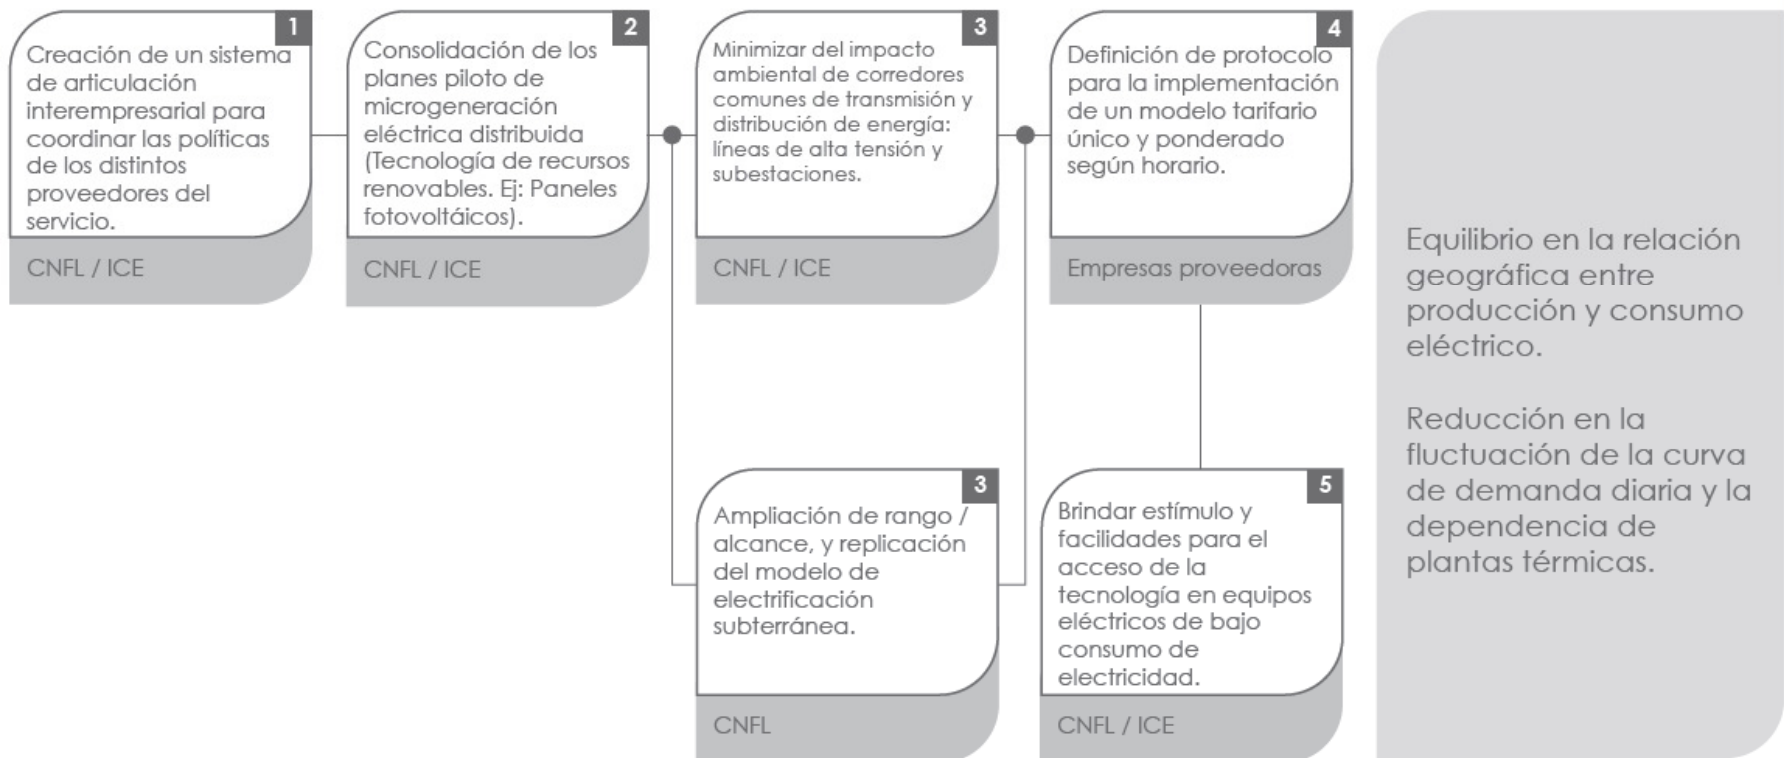 1
Creación de un sistema
de articulación
interempresarial para
coordinar las políticas
de los distintos
proveedores del
servicio.
CNFL / ICE
2
Consolidación de los
planes piloto de
microgeneración
eléctrica distribuida
(Tecnología de recursos
renovables. Ej: Paneles
fotovoltáicos).
CNFL / ICE
3
Minimizar del impacto
ambiental de corredores
comunes de transmisión y
distribución de energía:
líneas de alta tensión y
subestaciones.
CNFL / ICE
4
Definición de protocolo
para la implementación
de un modelo tarifario
único y ponderado
según horario.
Empresas proveedoras
3
Ampliación de rango /
alcance, y replicación
del modelo de
electrificación
subterránea.
CNFL
5
Brindar estímulo y
facilidades para el
acceso de la
tecnología en equipos
eléctricos de bajo
consumo de
electricidad.
CNFL / ICE
Equilibrio en la relación
geográfica entre
producción y consumo
eléctrico.
Reducción en la
fluctuación de la curva
de demanda diaria y la
dependencia de
plantas térmicas.